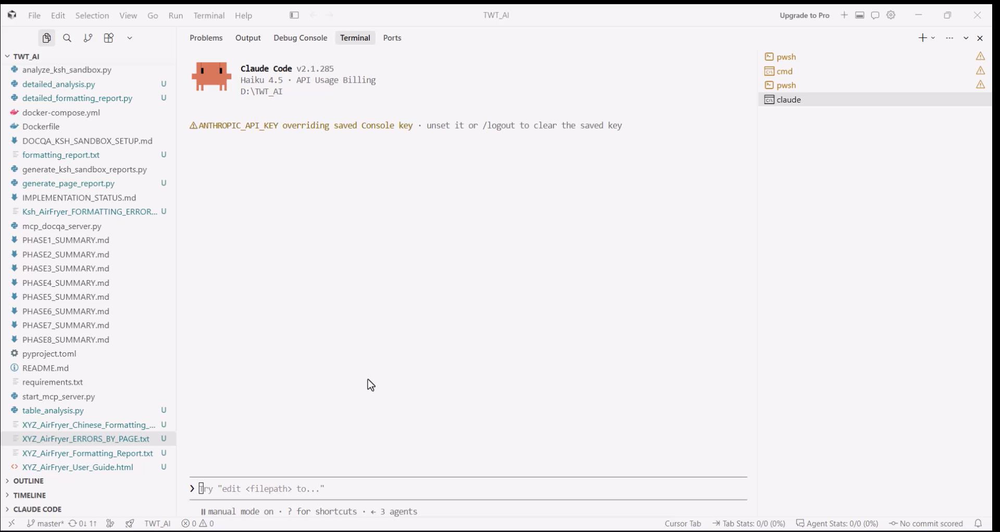 File Edit Selection View Go Run Terminal Help
TWT_AI
Upgrade to Pro
TWT_AI
analyze_ksh_sandbox.py
detailed_analysis.py U
detailed_formatting_report.py U
docker-compose.yml
Dockerfile
DOCQA_KSH_SANDBOX_SETUP.md
formatting_report.txt U
generate_ksh_sandbox_reports.py
generate_page_report.py U
IMPLEMENTATION_STATUS.md
Ksh_AirFryer_FORMATTING_ERROR... U
mcp_docqa_server.py
PHASE1_SUMMARY.md
PHASE2_SUMMARY.md
PHASE3_SUMMARY.md
PHASE4_SUMMARY.md
PHASE5_SUMMARY.md
PHASE6_SUMMARY.md
PHASE7_SUMMARY.md
PHASE8_SUMMARY.md
pyproject.toml
README.md
requirements.txt
start_mcp_server.py
table_analysis.py U
XYZ_AirFryer_Chinese_Formatting_... U
XYZ_AirFryer_ERRORS_BY_PAGE.txt U
XYZ_AirFryer_Formatting_Report.txt U
XYZ_AirFryer_User_Guide.html U
OUTLINE
TIMELINE
CLAUDE CODE
Problems Output Debug Console Terminal Ports
Claude Code v2.1.285
Haiku 4.5 · API Usage Billing
D:\TWT_AI
⚠ANTHROPIC_API_KEY overriding saved Console key · unset it or /logout to clear the saved key
❯ Try "edit <filepath> to..."
⏸ manual mode on · ? for shortcuts · ← 3 agents
pwsh
cmd
pwsh
claude
master* 0↓ 1↑ TWT_AI 0 0 Cursor Tab Tab Stats: 0/0 (0%) Agent Stats: 0/0 (0%) No commit scored